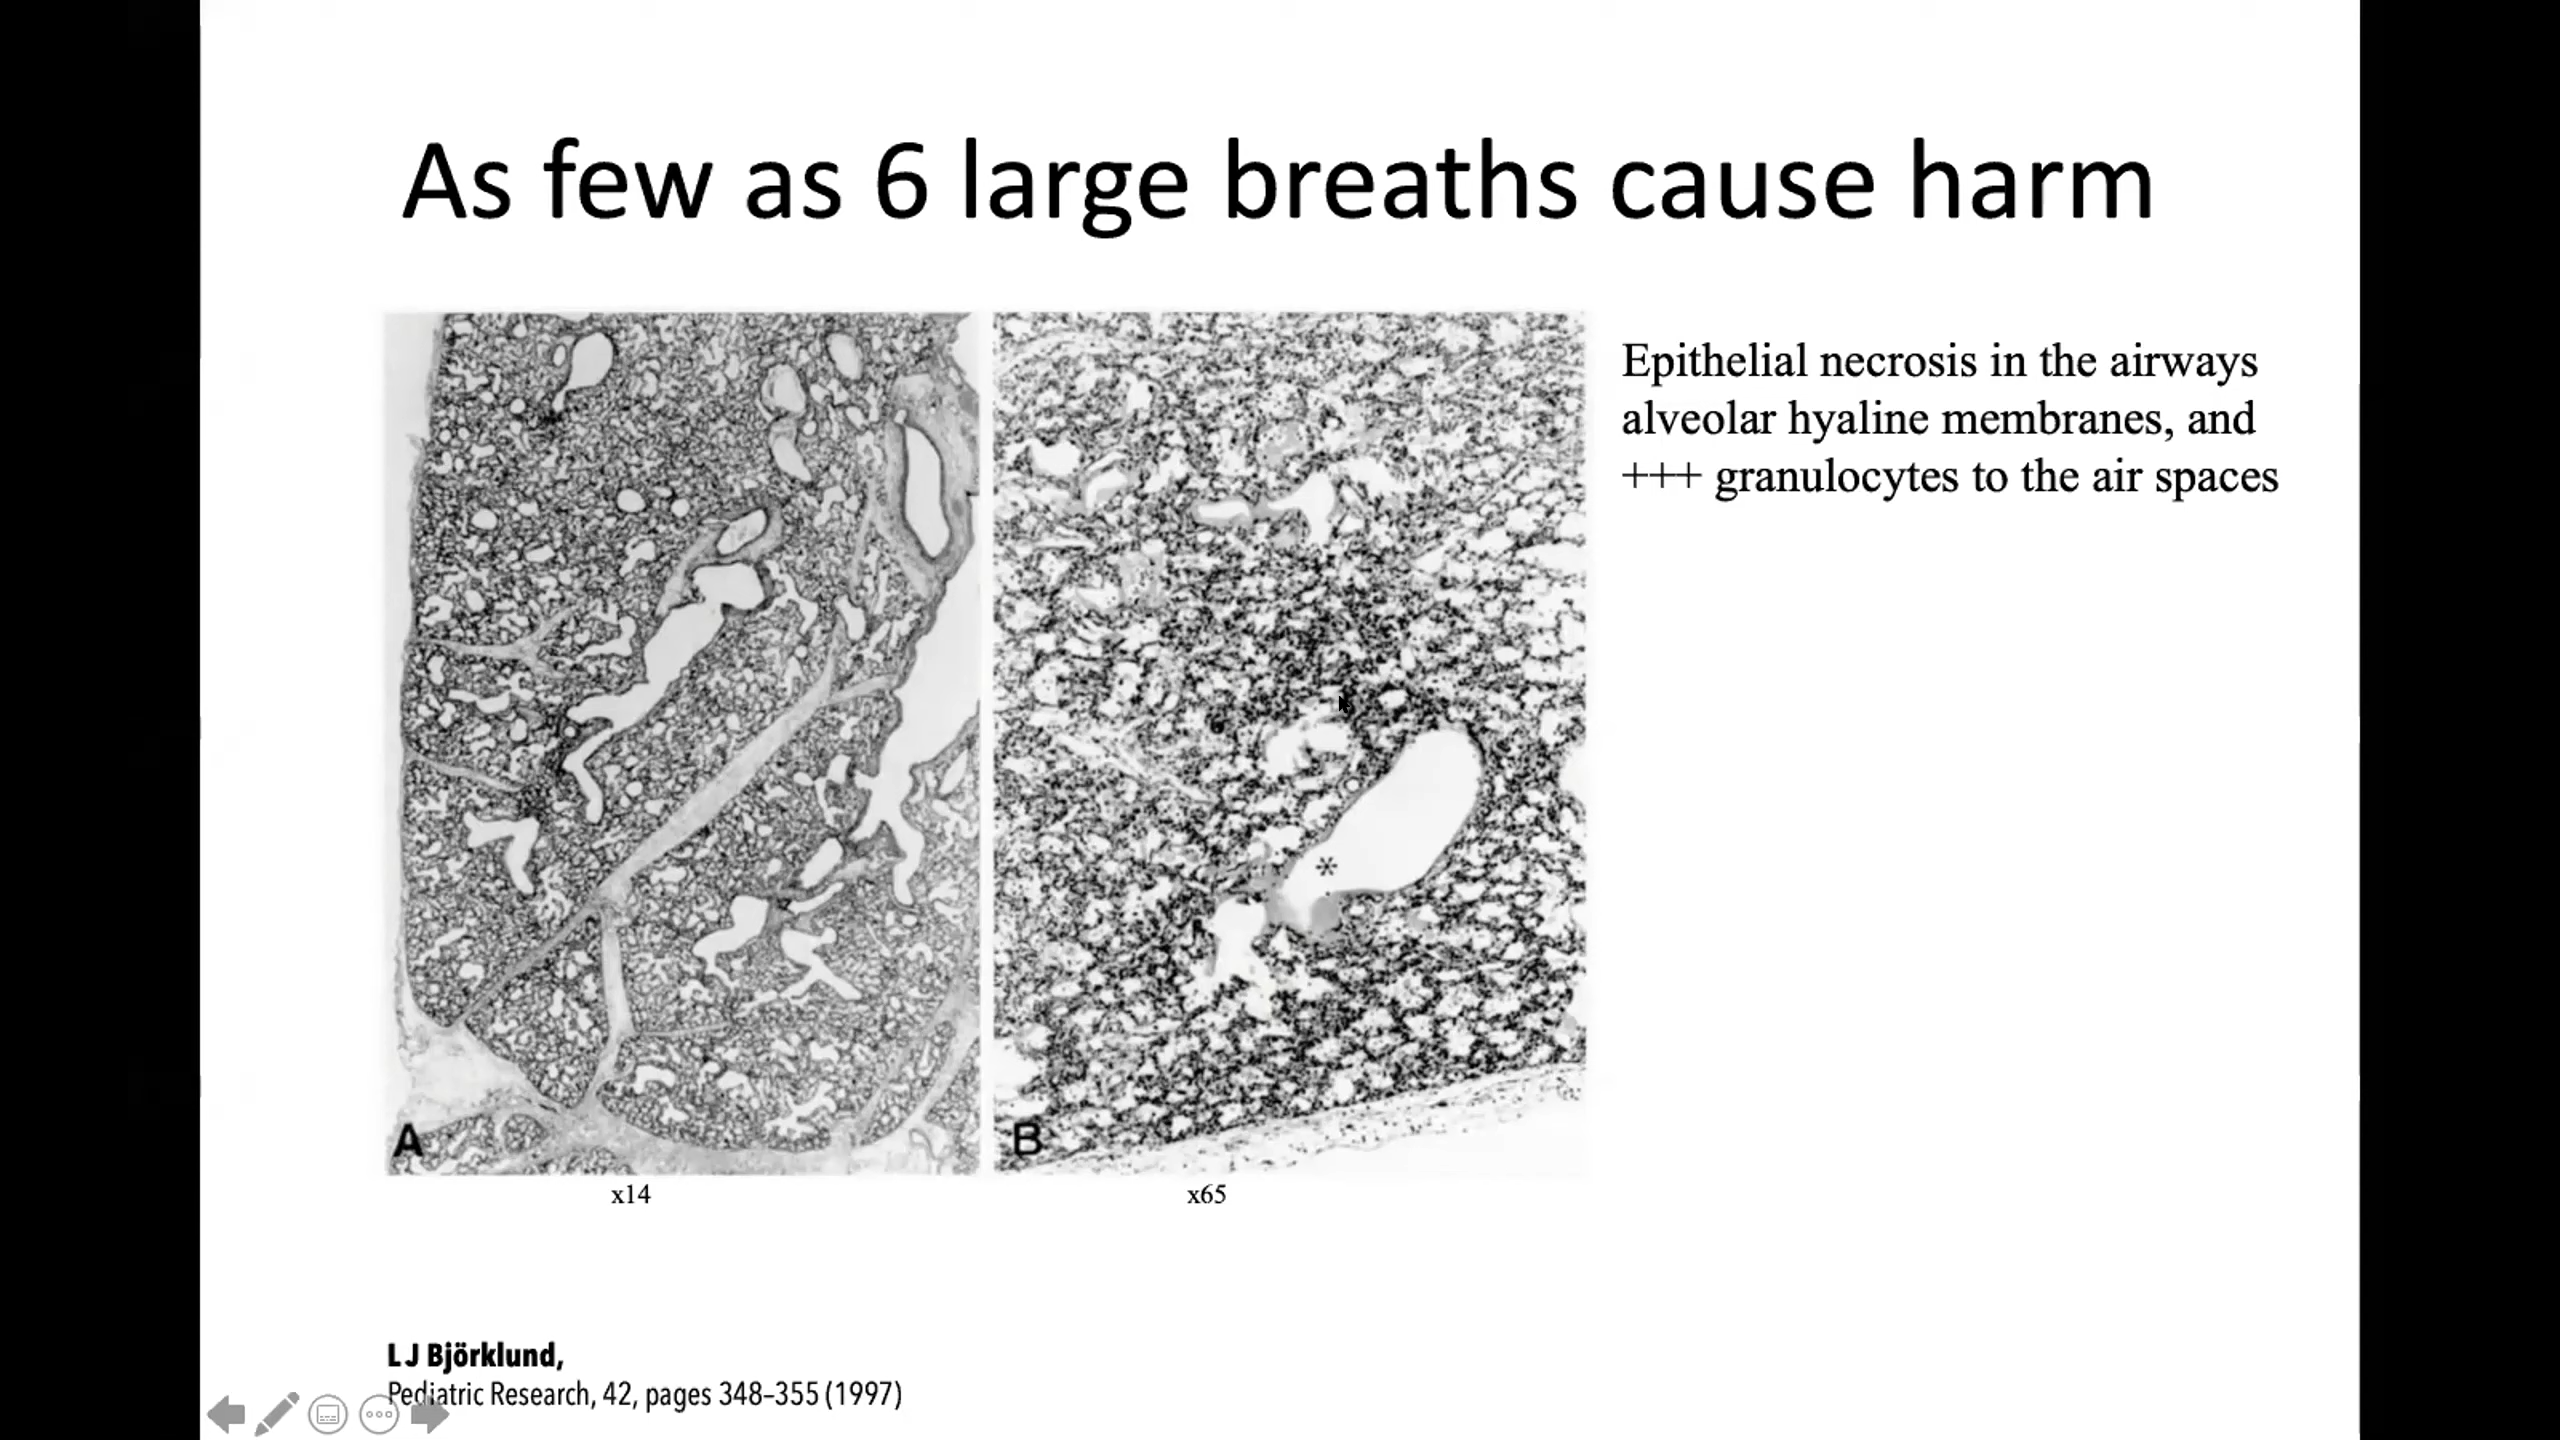 As few as 6 large breaths cause harm
Epithelial necrosis in the airways
alveolar hyaline membranes, and
+++ granulocytes to the air spaces
*
A
B
x14
x65
L J Björklund,
Pediatric Research, 42, pages 348–355 (1997)